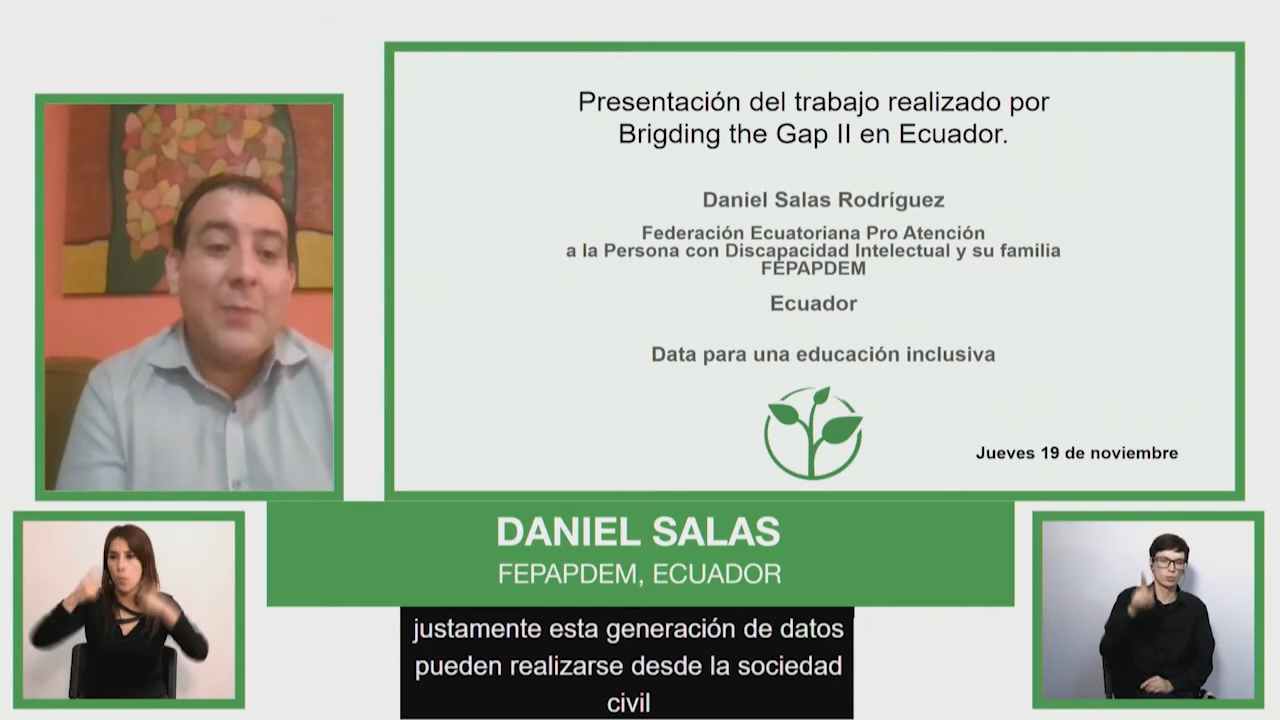 Presentación del trabajo realizado por
Brigding the Gap II en Ecuador.
Daniel Salas Rodríguez
Federación Ecuatoriana Pro Atención
a la Persona con Discapacidad Intelectual y su familia
FEPAPDEM
Ecuador
Data para una educación inclusiva
Jueves 19 de noviembre
DANIEL SALAS
FEPAPDEM, ECUADOR
justamente esta generación de datos
pueden realizarse desde la sociedad
civil